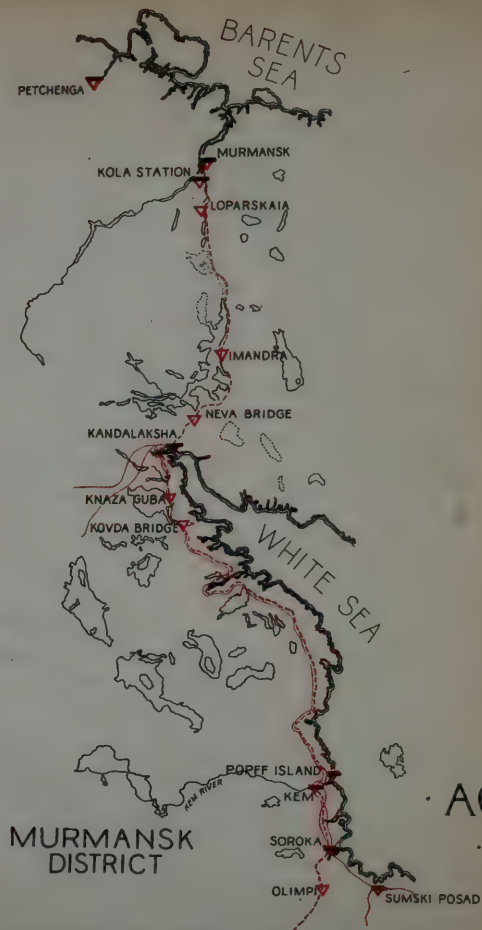 BARENTS
SEA
PETCHENGA
MURMANSK
KOLA STATION
LOPARSKAIA
IMANDRA
NEVA BRIDGE
KANDALAKSHA
KNAZA GUBA
KOVDA BRIDGE
WHITE SEA
POPFF ISLAND
KEM RIVER
KEM
MURMANSK
DISTRICT
SOROKA
OLIMPI
SUMSKI POSAD